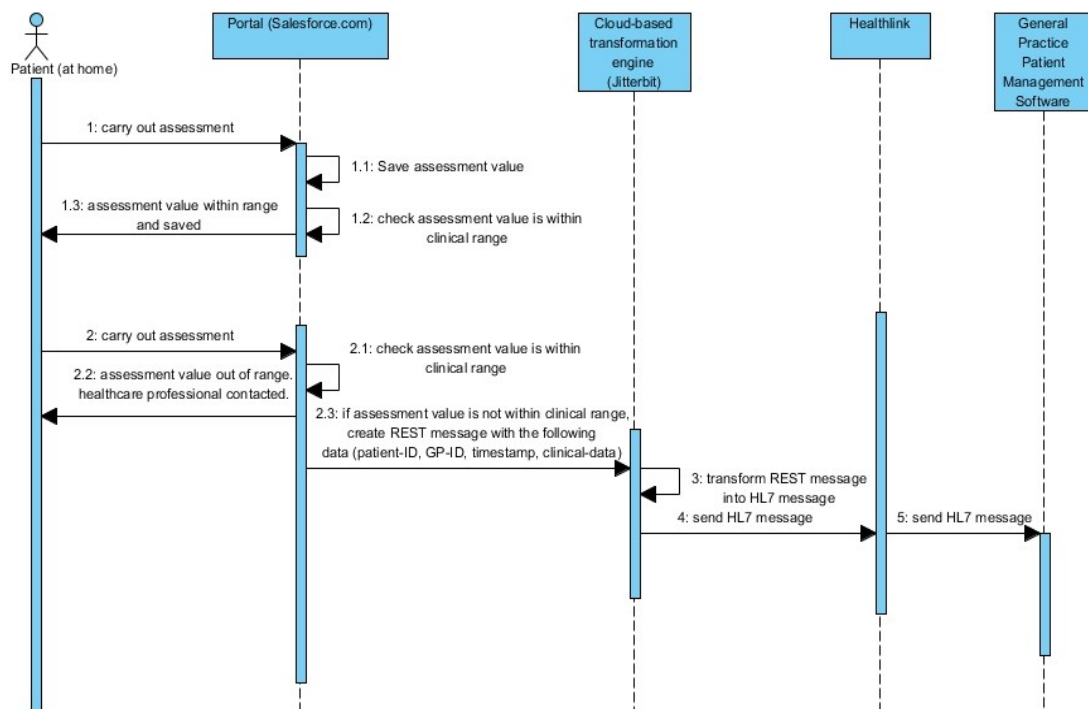 Patient (at home)
Portal (Salesforce.com)
Cloud-based
transformation
engine
(Jitterbit)
Healthlink
General
Practice
Patient
Management
Software
1: carry out assessment
1.1: Save assessment value
1.3: assessment value within range
and saved
1.2: check assessment value is within
clinical range
2: carry out assessment
2.1: check assessment value is within
clinical range
2.2: assessment value out of range.
healthcare professional contacted.
2.3: if assessment value is not within clinical range,
create REST message with the following
data (patient-ID, GP-ID, timestamp, clinical-data)
3: transform REST message
into HL7 message
4: send HL7 message
5: send HL7 message